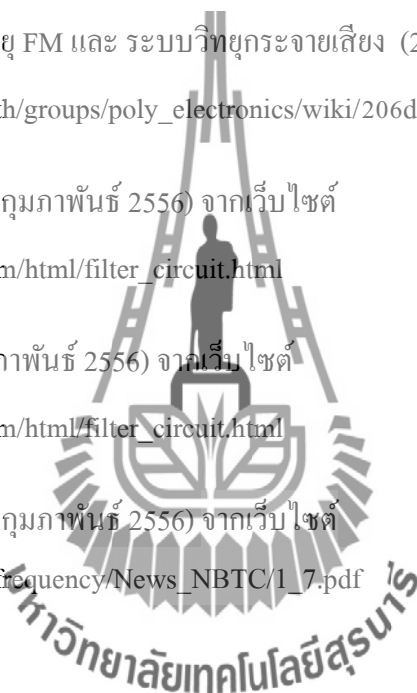 ยุ FM และ ระบบวิทยุกระจายเสียง (2
th/groups/poly_electronics/wiki/206d
กุมภาพันธ์ 2556) จากเว็บไซต์
m/html/filter_circuit.html
าพันธ์ 2556) จากเว็บไซต์
m/html/filter_circuit.html
กุมภาพันธ์ 2556) จากเว็บไซต์
frequency/News_NBTC/1_7.pdf
มหาวิทยาลัยเทคโนโลยีสุรนารี